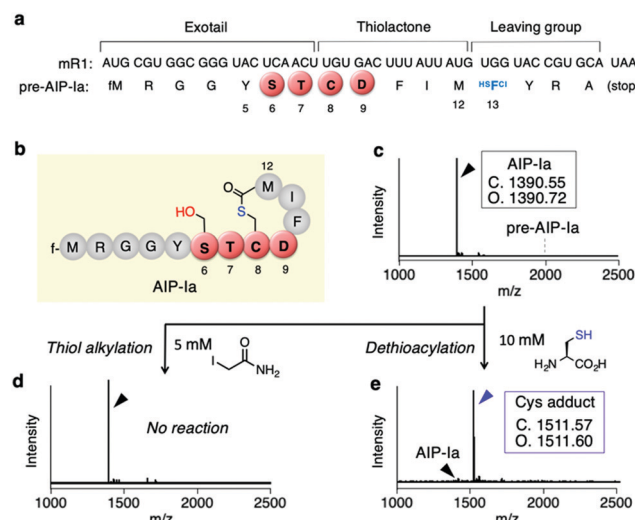 a
Exotail Thiolactone Leaving group
mR1: AUG CGU GGC GGG UAC UCA ACU UGU GAC UUU AUU AUG UGG UAC CGU GCA UAA
pre-AIP-Ia: fM R G G Y S T C D F I M HSFCl Y R A (stop)
5 6 7 8 9 12 13
b
12
O M I
HO S F
f- M R G G Y S T C D
6 7 8 9
AIP-Ia
c
Intensity
AIP-Ia
C. 1390.55
O. 1390.72
pre-AIP-Ia
1000 1500 2000 2500
m/z
Thiol alkylation 5 mM
O
I NH2
Dethioacylation 10 mM
SH
H2N CO2H
d
Intensity
No reaction
1000 1500 2000 2500
m/z
e
Intensity
Cys adduct
C. 1511.57
O. 1511.60
AIP-Ia
1000 1500 2000 2500
m/z